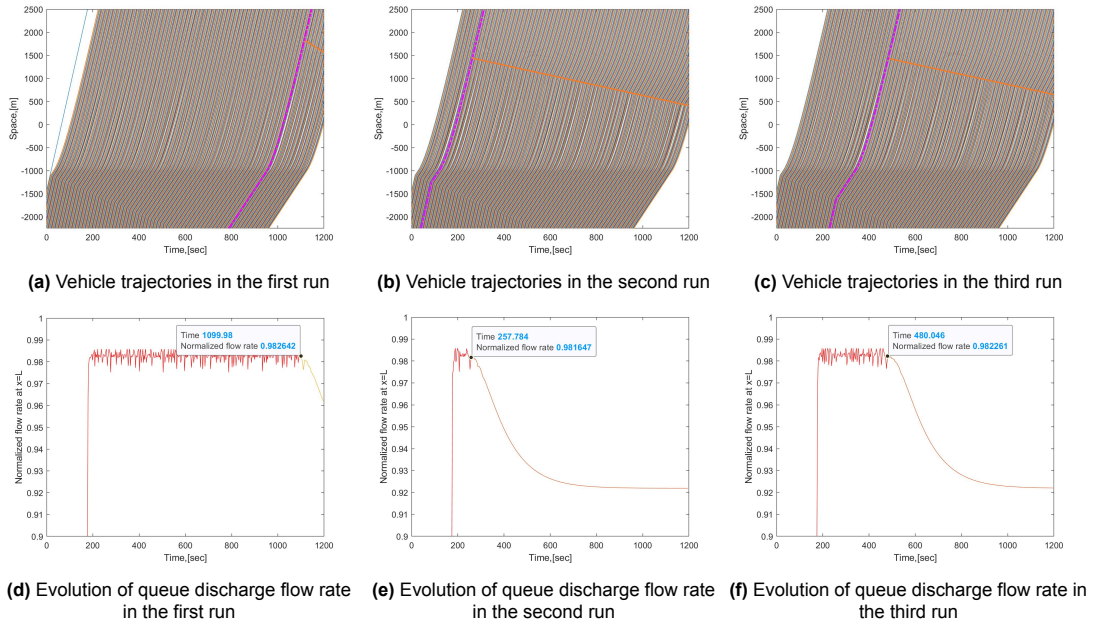 2500
2000
1500
1000
500
0
-500
-1000
-1500
-2000
Space,[m]
0 200 400 600 800 1000 1200
Time,[sec]
2500
2000
1500
1000
500
0
-500
-1000
-1500
-2000
Space,[m]
0 200 400 600 800 1000 1200
Time,[sec]
2500
2000
1500
1000
500
0
-500
-1000
-1500
-2000
Space,[m]
0 200 400 600 800 1000 1200
Time,[sec]
(a) Vehicle trajectories in the first run
(b) Vehicle trajectories in the second run
(c) Vehicle trajectories in the third run
1
0.99
0.98
0.97
0.96
0.95
0.94
0.93
0.92
0.91
0.9
Normalized flow rate at x=L
Time 1099.98
Normalized flow rate 0.982642
0 200 400 600 800 1000 1200
Time,[sec]
1
0.99
0.98
0.97
0.96
0.95
0.94
0.93
0.92
0.91
0.9
Normalized flow rate at x=L
Time 257.784
Normalized flow rate 0.981647
0 200 400 600 800 1000 1200
Time,[sec]
1
0.99
0.98
0.97
0.96
0.95
0.94
0.93
0.92
0.91
0.9
Normalized flow rate at x=L
Time 480.046
Normalized flow rate 0.982261
0 200 400 600 800 1000 1200
Time,[sec]
(d) Evolution of queue discharge flow rate
in the first run
(e) Evolution of queue discharge flow rate
in the second run
(f) Evolution of queue discharge flow rate in
the third run